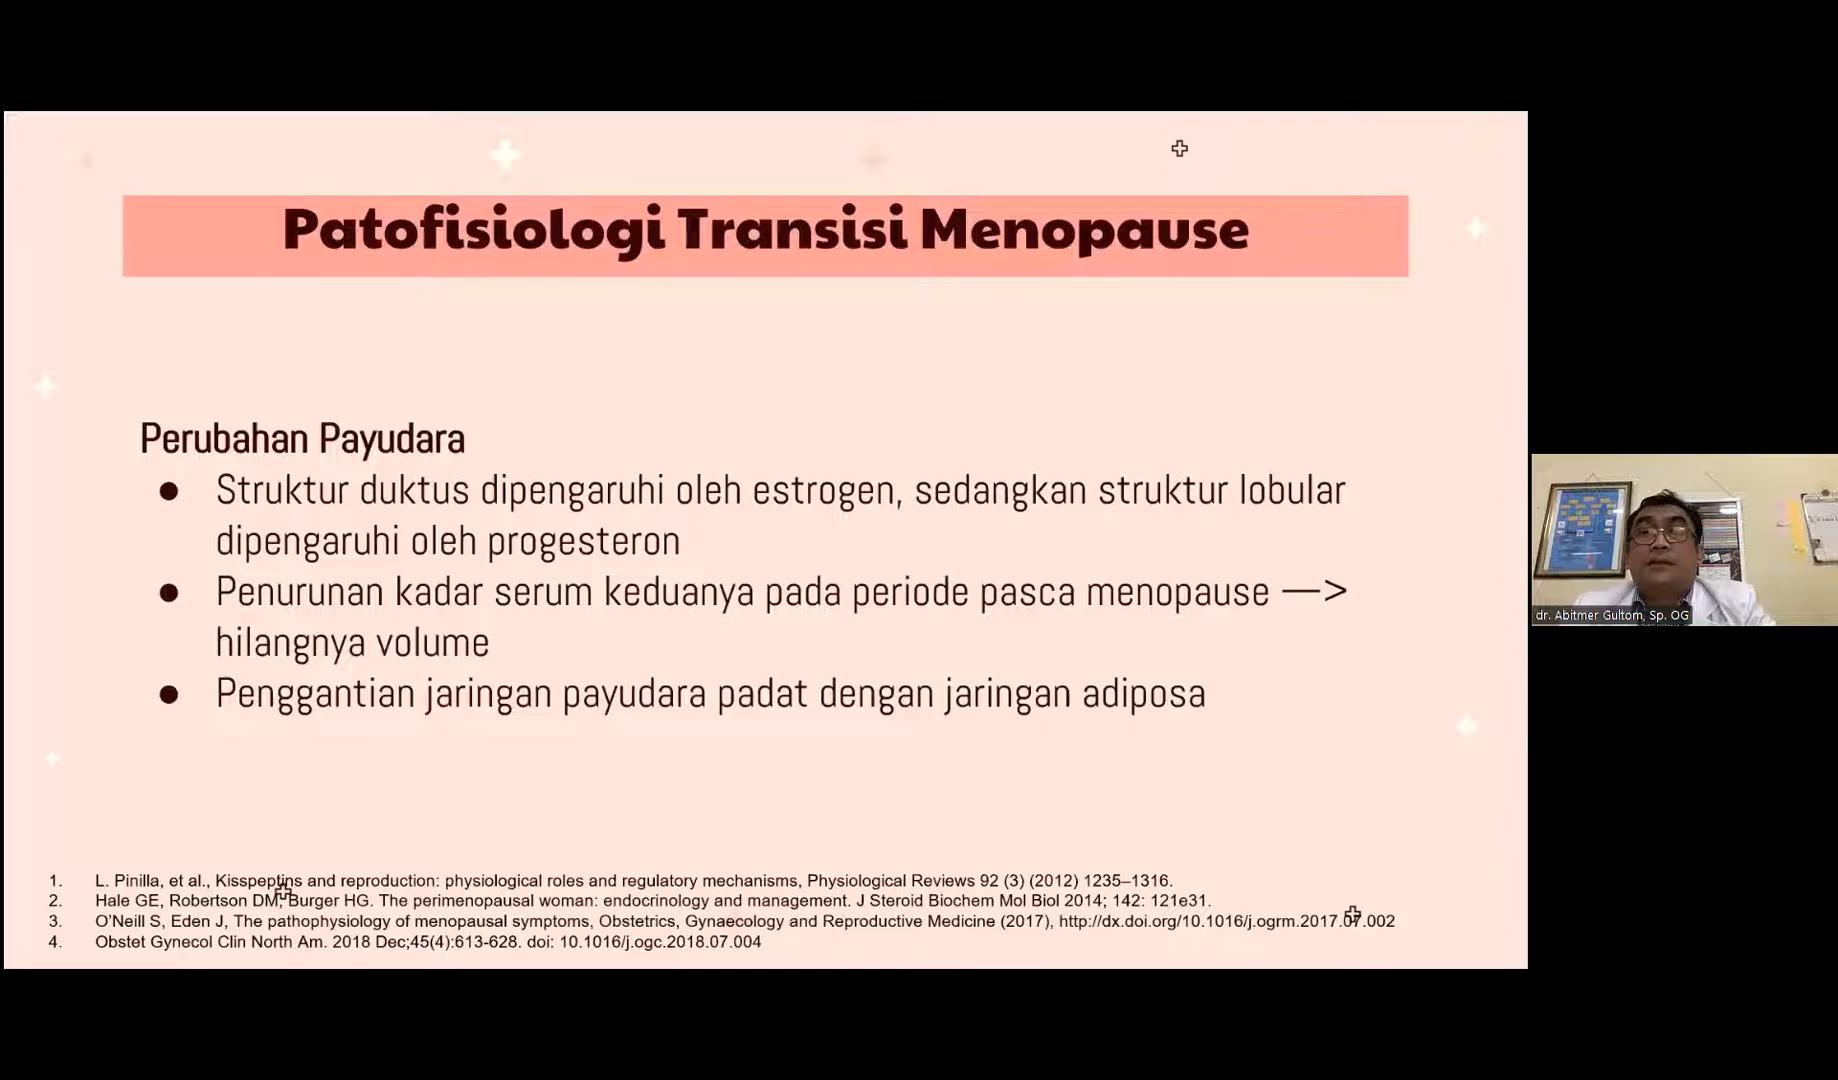 Patofisiologi Transisi Menopause
Perubahan Payudara
● Struktur duktus dipengaruhi oleh estrogen, sedangkan struktur lobular
dipengaruhi oleh progesteron
● Penurunan kadar serum keduanya pada periode pasca menopause —>
hilangnya volume
● Penggantian jaringan payudara padat dengan jaringan adiposa
1. L. Pinilla, et al., Kisspeptins and reproduction: physiological roles and regulatory mechanisms, Physiological Reviews 92 (3) (2012) 1235–1316.
2. Hale GE, Robertson DM, Burger HG. The perimenopausal woman: endocrinology and management. J Steroid Biochem Mol Biol 2014; 142: 121e31.
3. O’Neill S, Eden J, The pathophysiology of menopausal symptoms, Obstetrics, Gynaecology and Reproductive Medicine (2017), http://dx.doi.org/10.1016/j.ogrm.2017.07.002
4. Obstet Gynecol Clin North Am. 2018 Dec;45(4):613-628. doi: 10.1016/j.ogc.2018.07.004
dr. Abitmer Gultom, Sp. OG